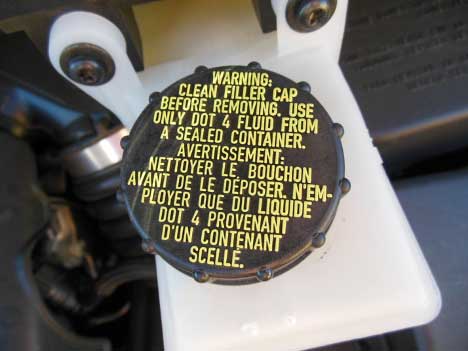 WARNING:
CLEAN FILLER CAP
BEFORE REMOVING. USE
ONLY DOT 4 FLUID FROM
A SEALED CONTAINER.
AVERTISSEMENT:
NETTOYER LE BOUCHON
AVANT DE LE DÉPOSER. N'EM-
PLOYER QUE DU LIQUIDE
DOT 4 PROVENANT
D'UN CONTENANT
SCELLÉ.